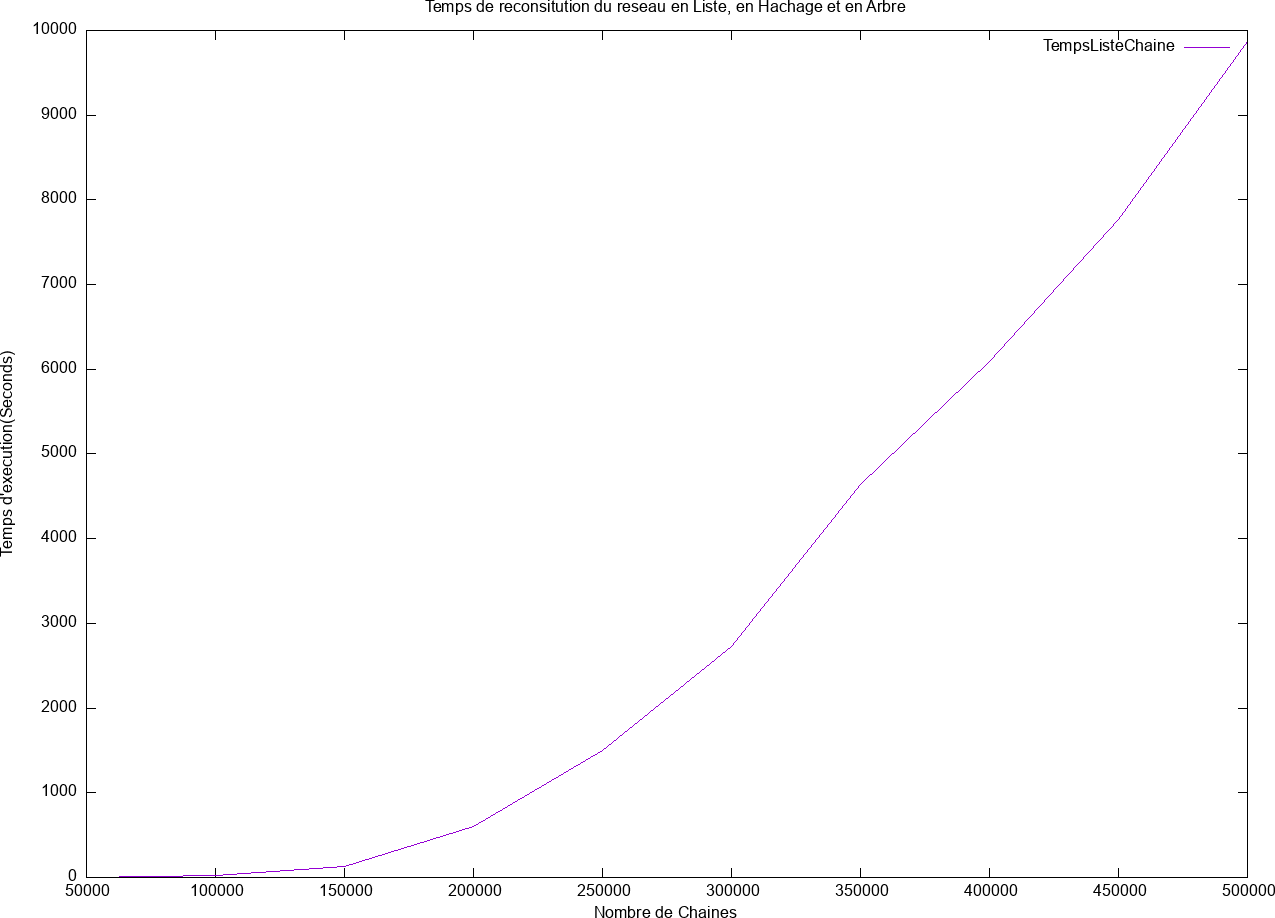 Temps de reconsitution du reseau en Liste, en Hachage et en Arbre
TempsListeChaine
10000
9000
8000
7000
6000
5000
4000
3000
2000
1000
0
Temps d'execution(Seconds)
50000 100000 150000 200000 250000 300000 350000 400000 450000 500000
Nombre de Chaines